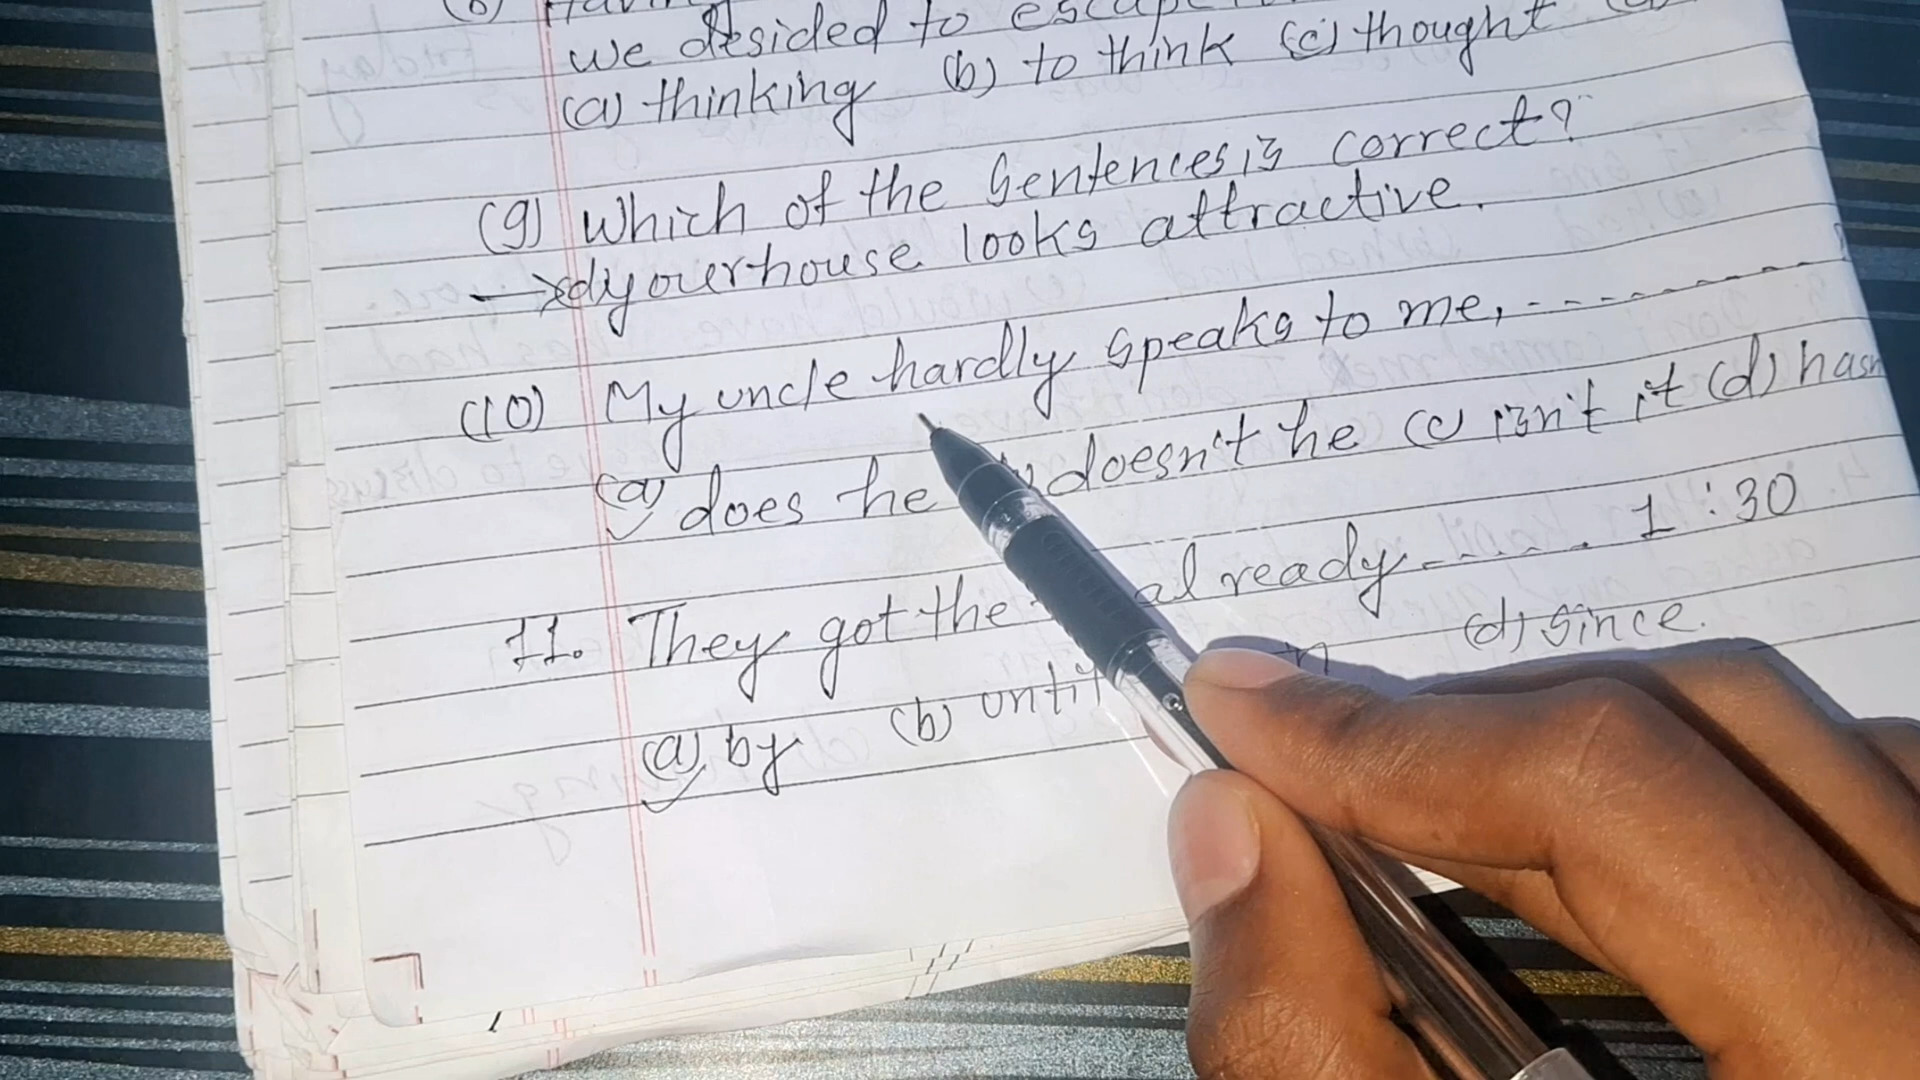 we desided to escape
(a) thinking (b) to think (c) thought
(9) Which of the Sentences is correct?
→ d) your house looks attractive.
(10) My uncle hardly speaks to me, ---------
(a) does he doesn't he (c) isn't it (d) hasn
11. They got the already ------ 1:30
(a) by (b) until (d) since.